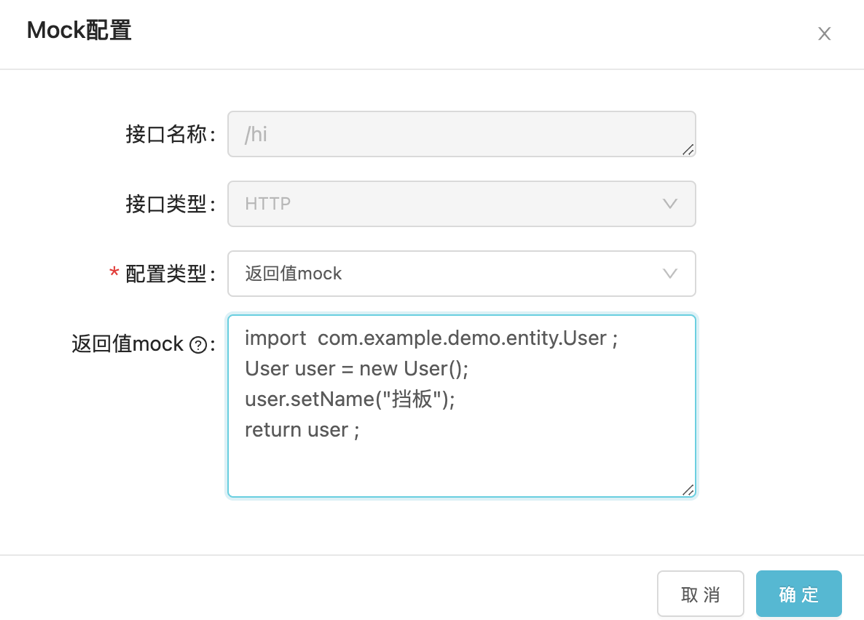 Mock配置
接口名称:
/hi
接口类型:
HTTP
* 配置类型:
返回值mock
返回值mock ?:
import  com.example.demo.entity.User ;
User user = new User();
user.setName("挡板");
return user ;
取 消
确 定